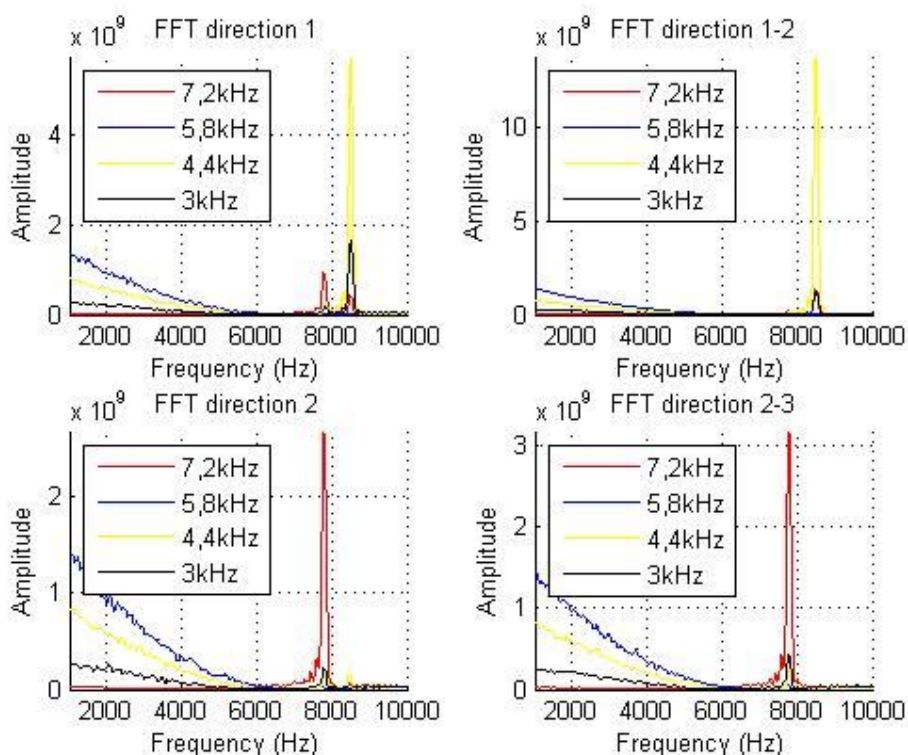 x 10^9 FFT direction 1
Amplitude
4
2
0
7,2kHz
5,8kHz
4,4kHz
3kHz
2000 4000 6000 8000 10000
Frequency (Hz)
x 10^9 FFT direction 1-2
Amplitude
10
5
0
7,2kHz
5,8kHz
4,4kHz
3kHz
2000 4000 6000 8000 10000
Frequency (Hz)
x 10^9 FFT direction 2
Amplitude
2
1
0
7,2kHz
5,8kHz
4,4kHz
3kHz
2000 4000 6000 8000 10000
Frequency (Hz)
x 10^9 FFT direction 2-3
Amplitude
3
2
1
0
7,2kHz
5,8kHz
4,4kHz
3kHz
2000 4000 6000 8000 10000
Frequency (Hz)